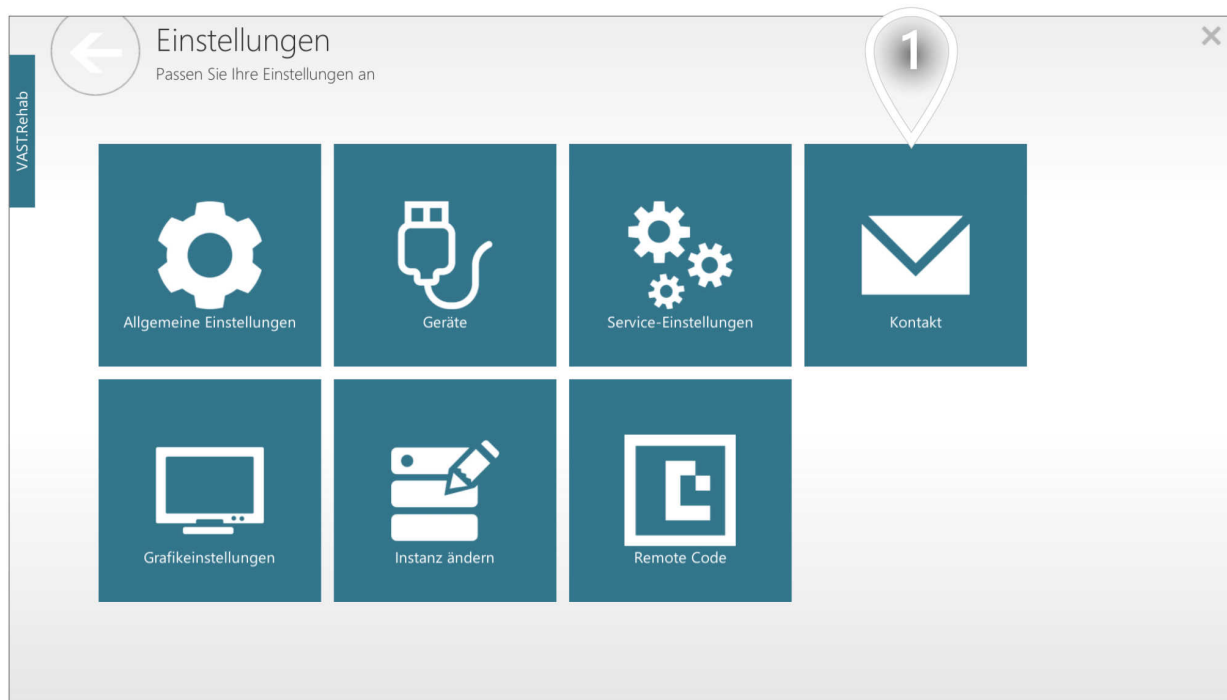 Einstellungen
Passen Sie Ihre Einstellungen an
1
VAST.Rehab
Allgemeine Einstellungen
Geräte
Service-Einstellungen
Kontakt
Grafikeinstellungen
Instanz ändern
Remote Code